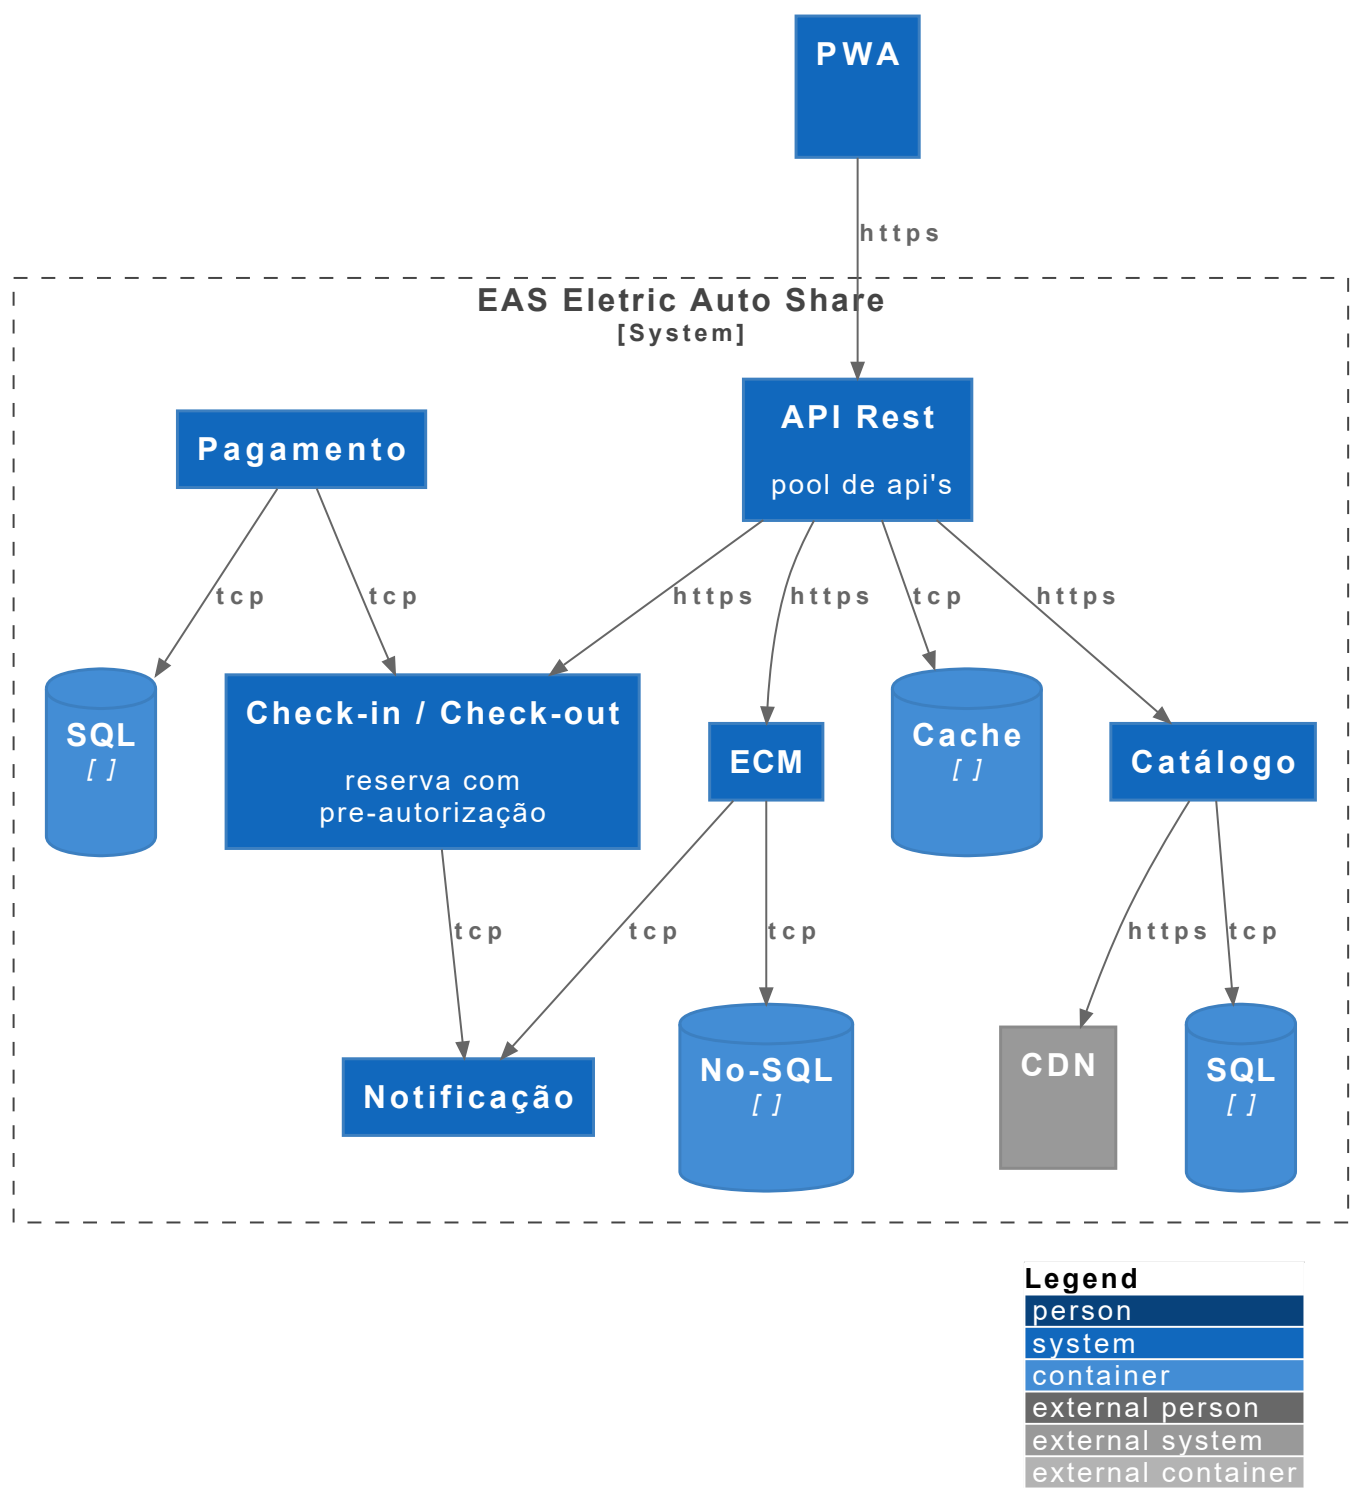 PWA
https
EAS Eletric Auto Share
[System]
API Rest
pool de api's
Pagamento
tcp
tcp
https
https
tcp
https
SQL
[ ]
Check-in / Check-out
reserva com
pre-autorização
ECM
Cache
[ ]
Catálogo
tcp
tcp
tcp
https
tcp
Notificação
No-SQL
[ ]
CDN
SQL
[ ]
Legend
person
system
container
external person
external system
external container